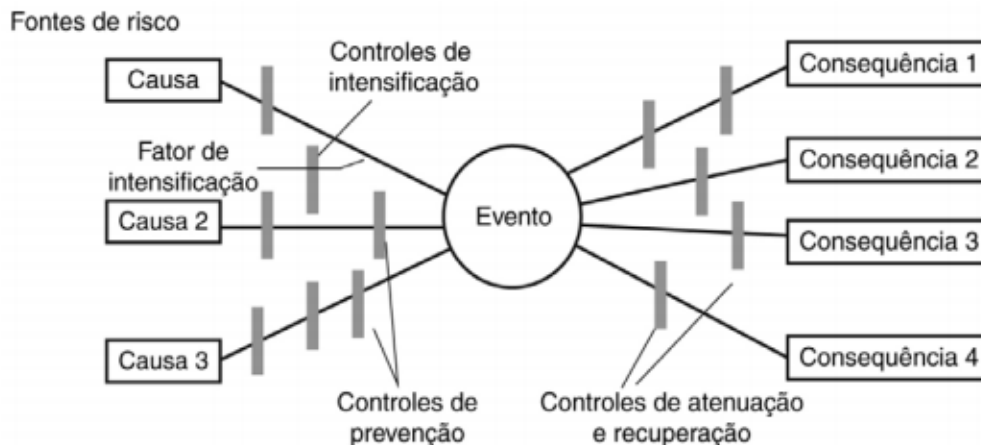 Fontes de risco
Causa
Controles de
intensificação
Fator de
intensificação
Causa 2
Causa 3
Controles de
prevenção
Evento
Consequência 1
Consequência 2
Consequência 3
Consequência 4
Controles de atenuação
e recuperação